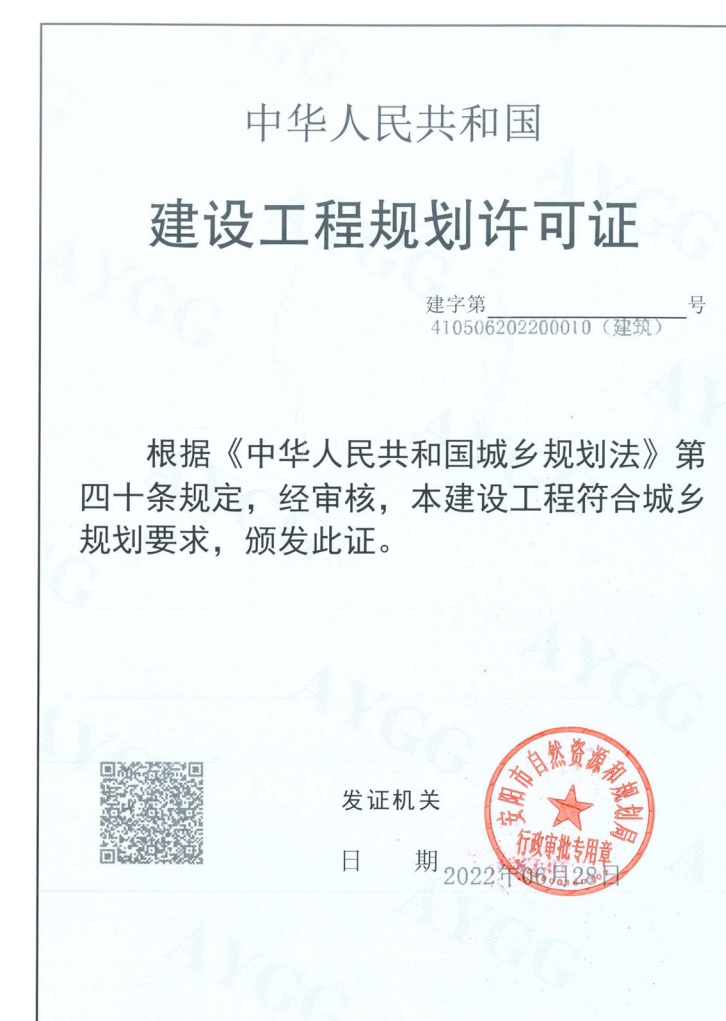 中华人民共和国
建设工程规划许可证
建字第 号
410506202200010（建筑）
根据《中华人民共和国城乡规划法》第
四十条规定，经审核，本建设工程符合城乡
规划要求，颁发此证。
发证机关
安阳市自然资源和规划局
行政审批专用章
日 期
2022年06月28日
AYGG